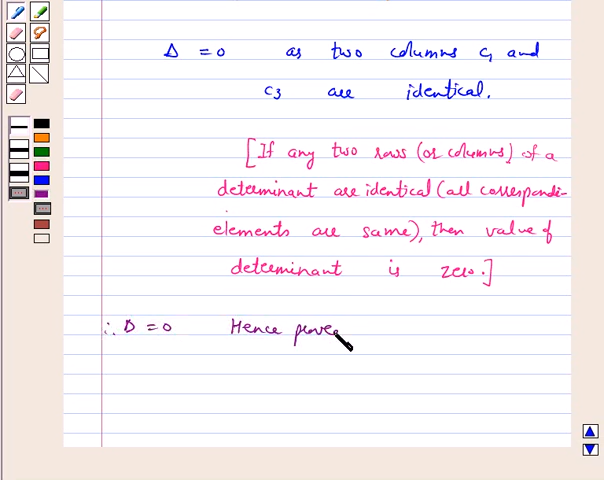 Δ = 0 as two columns C1 and
C3 are identical.
[If any two rows (or columns) of a
determinant are identical (all correspondi-
elements are same), then value of
determinant is zero.]
∴ Δ = 0 Hence prove